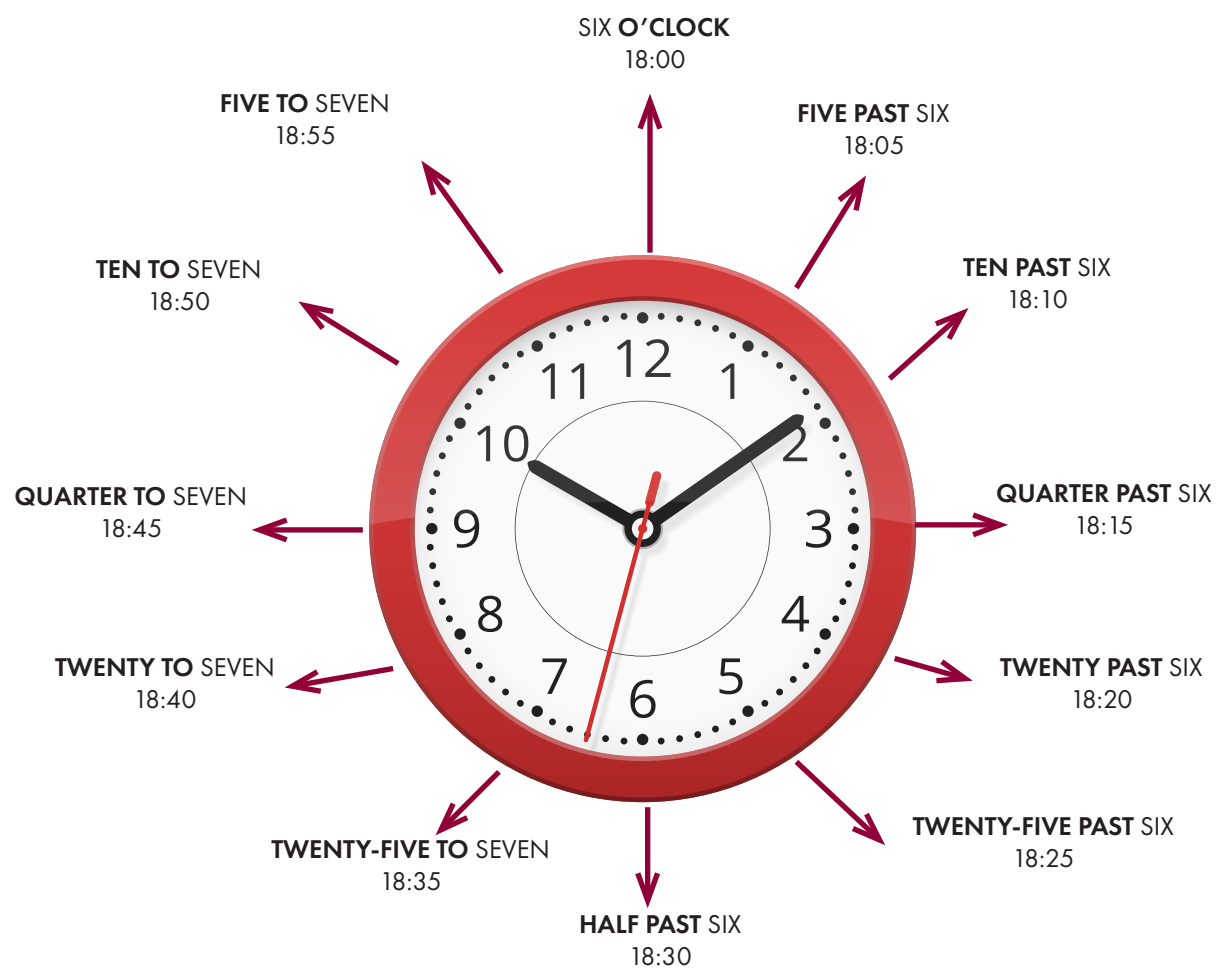 SIX O’CLOCK
18:00
FIVE PAST SIX
18:05
TEN PAST SIX
18:10
QUARTER PAST SIX
18:15
TWENTY PAST SIX
18:20
TWENTY-FIVE PAST SIX
18:25
HALF PAST SIX
18:30
TWENTY-FIVE TO SEVEN
18:35
TWENTY TO SEVEN
18:40
QUARTER TO SEVEN
18:45
TEN TO SEVEN
18:50
FIVE TO SEVEN
18:55
12
1
2
3
4
5
6
7
8
9
10
11